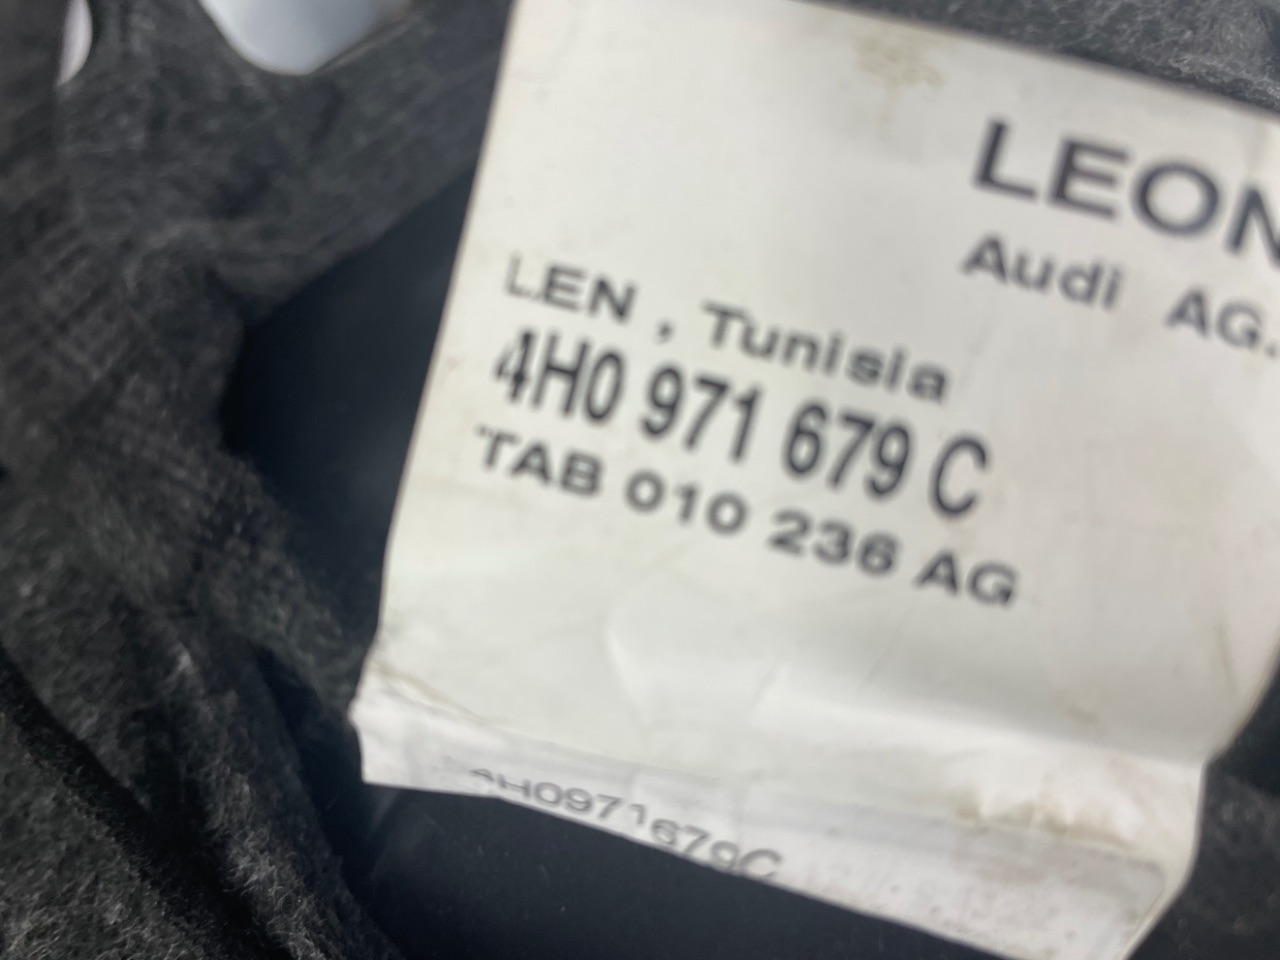 LEON
Audi AG.
LEN , Tunisia
4H0 971 679 C
TAB 010 236 AG
4H0971679C